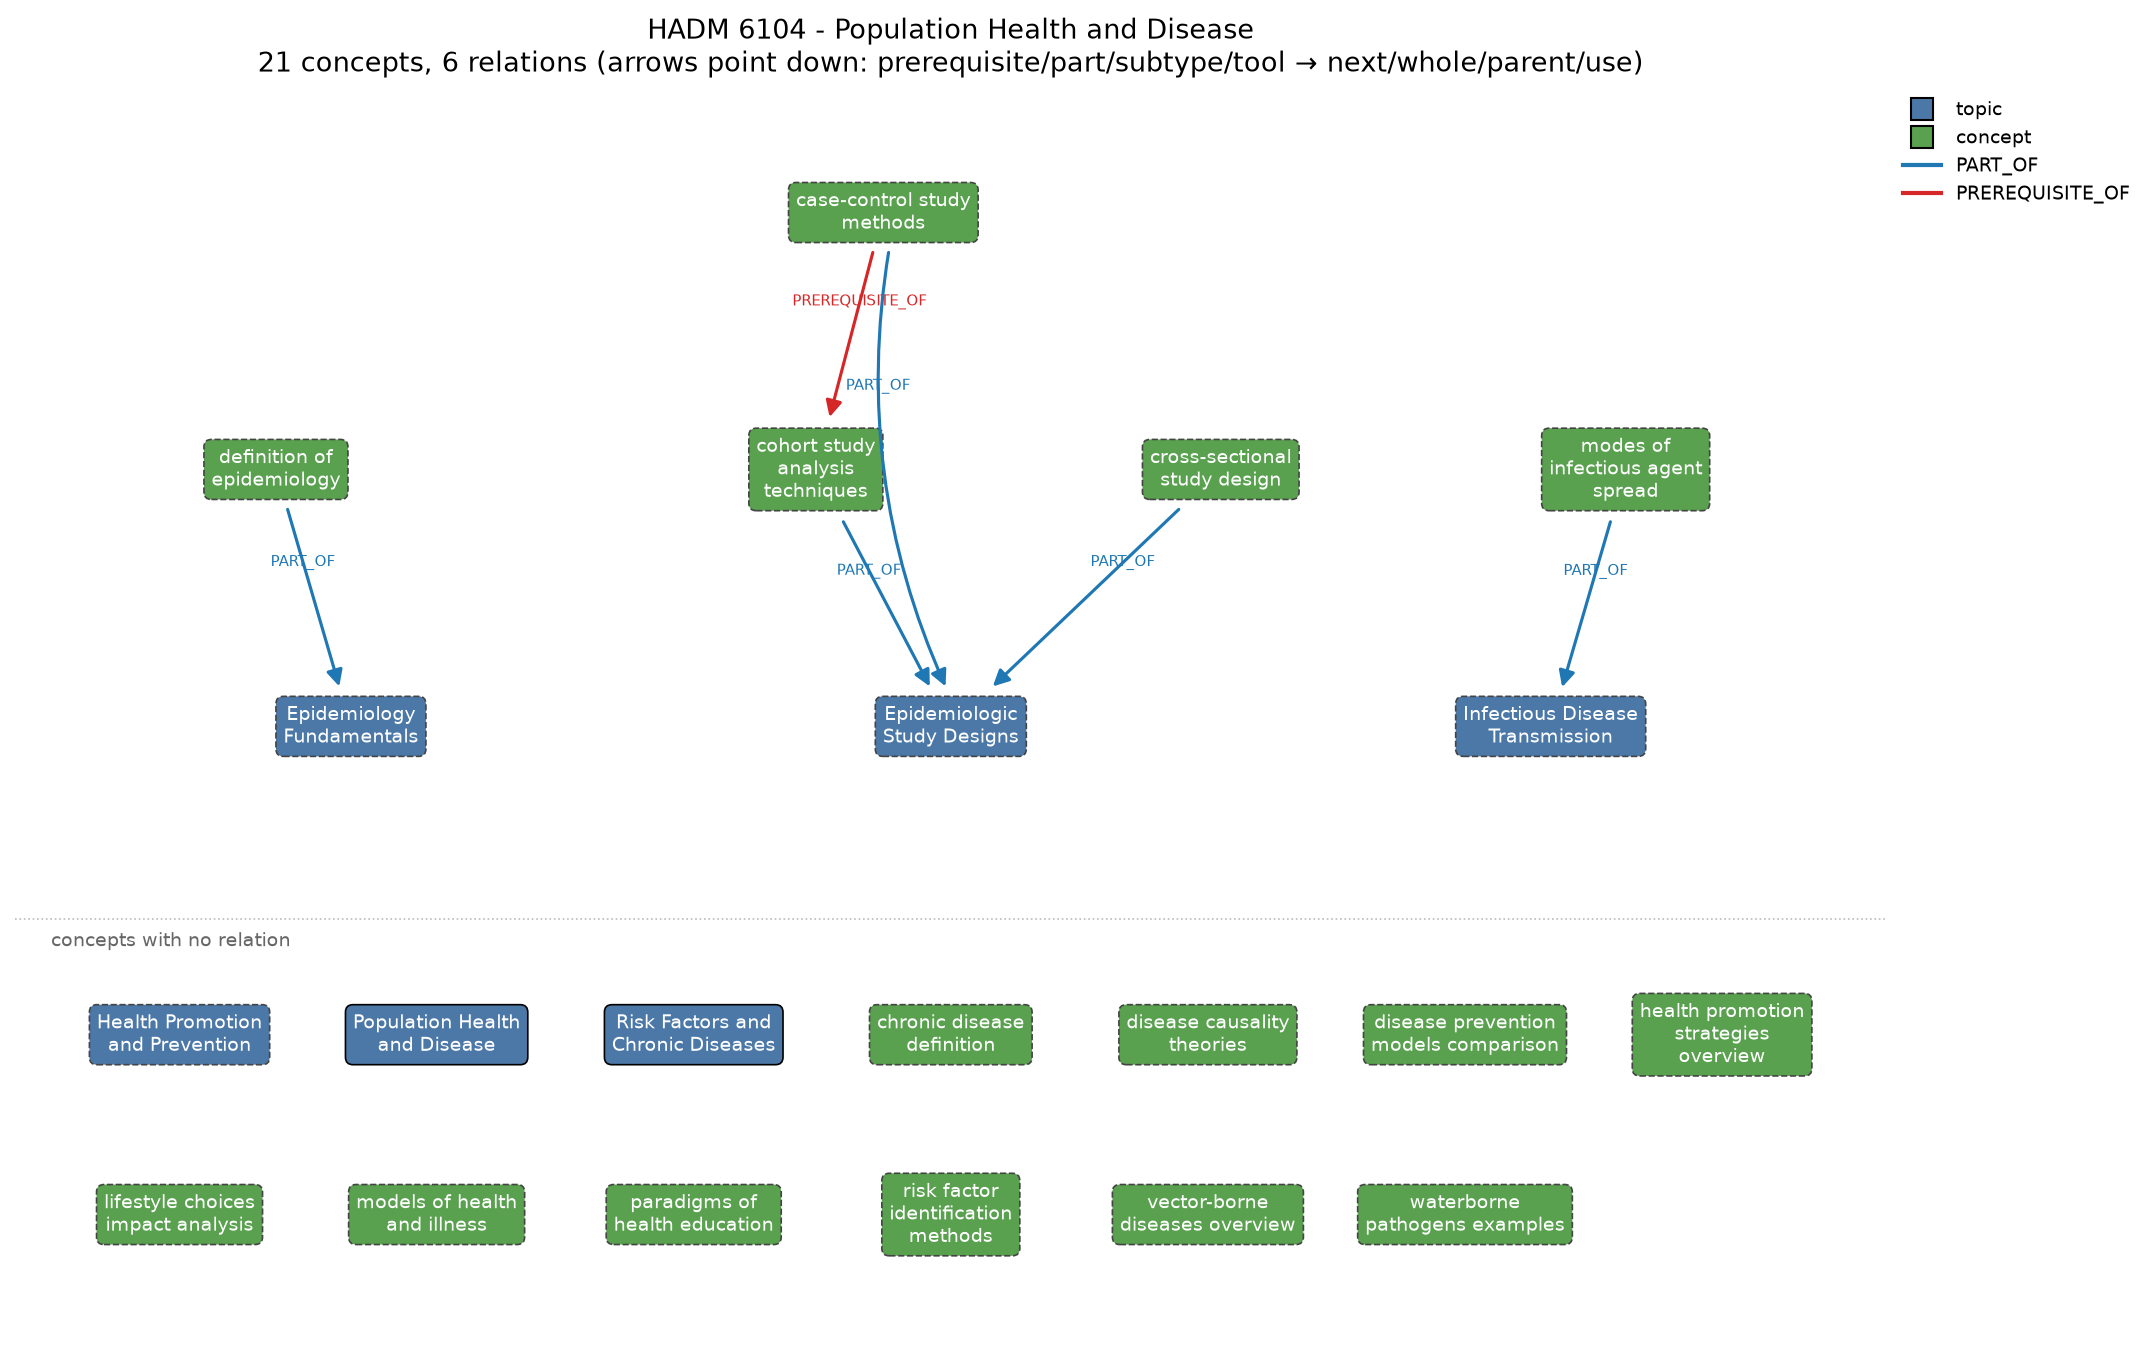 HADM 6104 - Population Health and Disease
21 concepts, 6 relations (arrows point down: prerequisite/part/subtype/tool → next/whole/parent/use)
topic
concept
PART_OF
PREREQUISITE_OF
case-control study
methods
PREREQUISITE_OF
PART_OF
definition of
epidemiology
cohort study
analysis
techniques
cross-sectional
study design
modes of
infectious agent
spread
PART_OF
PART_OF
PART_OF
PART_OF
Epidemiology
Fundamentals
Epidemiologic
Study Designs
Infectious Disease
Transmission
concepts with no relation
Health Promotion
and Prevention
Population Health
and Disease
Risk Factors and
Chronic Diseases
chronic disease
definition
disease causality
theories
disease prevention
models comparison
health promotion
strategies
overview
lifestyle choices
impact analysis
models of health
and illness
paradigms of
health education
risk factor
identification
methods
vector-borne
diseases overview
waterborne
pathogens examples